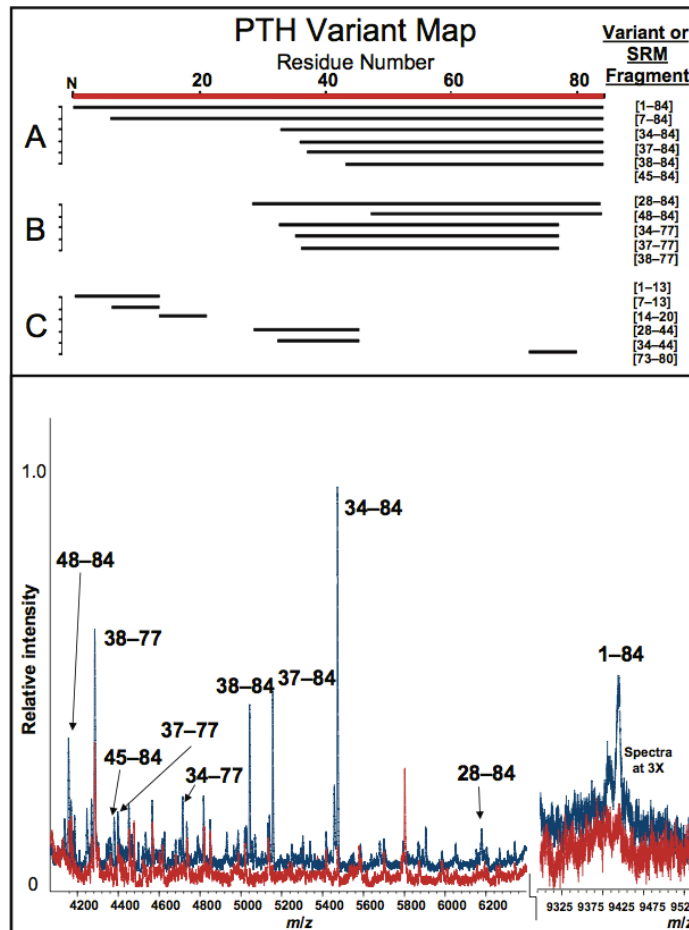 PTH Variant Map
Residue Number
Variant or
SRM
Fragment
N 20 40 60 80
A
[1–84]
[7–84]
[34–84]
[37–84]
[38–84]
[45–84]
B
[28–84]
[48–84]
[34–77]
[37–77]
[38–77]
C
[1–13]
[7–13]
[14–20]
[28–44]
[34–44]
[73–80]
1.0
Relative intensity
0
48–84
38–77
45–84
37–77
34–77
38–84
37–84
34–84
28–84
1–84
Spectra
at 3X
4200 4400 4600 4800 5000 5200 5400 5600 5800 6000 6200
m/z
9325 9375 9425 9475 952
m/z